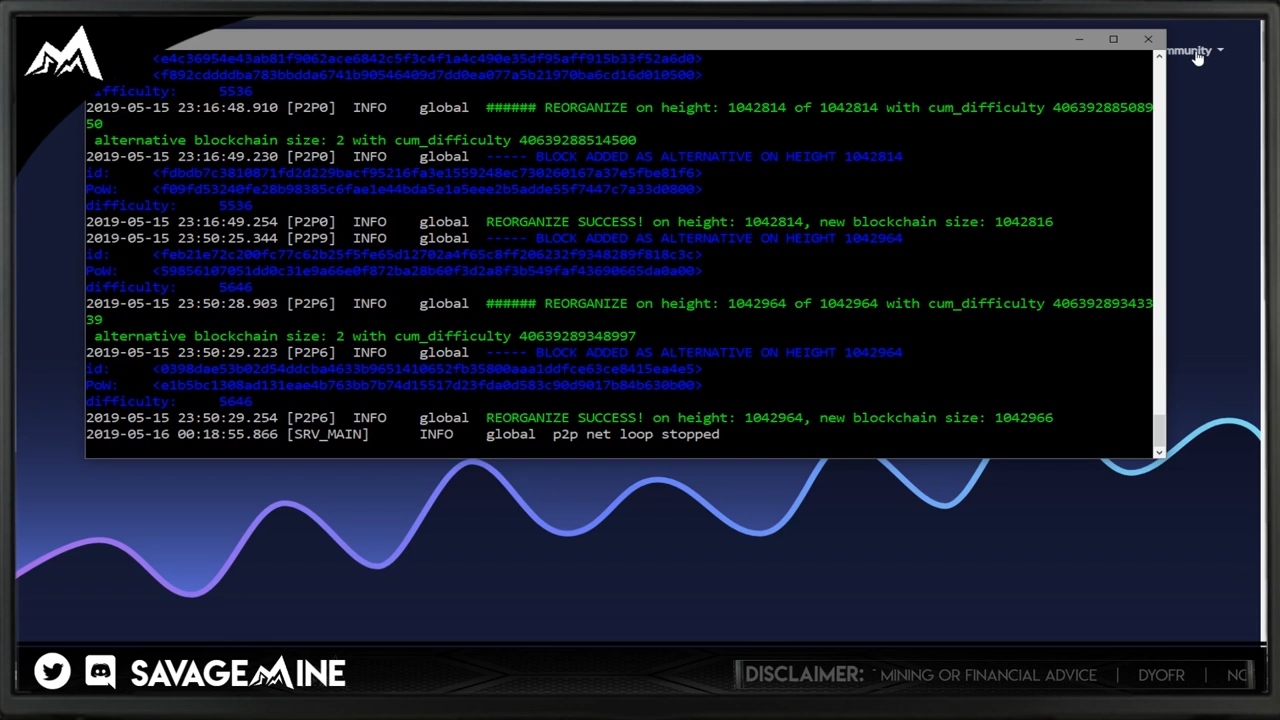 mmunity
<e4c36954e43ab81f9062ace6842c5f3c4f1a4c490e35df95aff915b33f52a6d0>
<f892cddddba783bbdda6741b90546409d7dd0ea077a5b21970ba6cd16d010500>
ifficulty: 5536
2019-05-15 23:16:48.910 [P2P0] INFO global ###### REORGANIZE on height: 1042814 of 1042814 with cum_difficulty 406392885089
50
alternative blockchain size: 2 with cum_difficulty 40639288514500
2019-05-15 23:16:49.230 [P2P0] INFO global ----- BLOCK ADDED AS ALTERNATIVE ON HEIGHT 1042814
id: <fdbdb7c3810871fd2d229bacf95216fa3e1559248ec730260167a37e5fbe81f6>
PoW: <f09fd53240fe28b98385c6fae1e44bda5e1a5eee2b5adde55f7447c7a33d0800>
difficulty: 5536
2019-05-15 23:16:49.254 [P2P0] INFO global REORGANIZE SUCCESS! on height: 1042814, new blockchain size: 1042816
2019-05-15 23:50:25.344 [P2P9] INFO global ----- BLOCK ADDED AS ALTERNATIVE ON HEIGHT 1042964
id: <feb21e72c200fc77c62b25f5fe65d12702a4f65c8ff206232f9348289f818c3c>
PoW: <59856107051dd0c31e9a66e0f872ba28b60f3d2a8f3b549faf43690665da0a00>
difficulty: 5646
2019-05-15 23:50:28.903 [P2P6] INFO global ###### REORGANIZE on height: 1042964 of 1042964 with cum_difficulty 406392893433
39
alternative blockchain size: 2 with cum_difficulty 40639289348997
2019-05-15 23:50:29.223 [P2P6] INFO global ----- BLOCK ADDED AS ALTERNATIVE ON HEIGHT 1042964
id: <0398dae53b02d54ddcba4633b9651410652fb35800aaa1ddfce63ce8415ea4e5>
PoW: <e1b5bc1308ad131eae4b763bb7b74d15517d23fda0d583c90d9017b84b630b00>
difficulty: 5646
2019-05-15 23:50:29.254 [P2P6] INFO global REORGANIZE SUCCESS! on height: 1042964, new blockchain size: 1042966
2019-05-16 00:18:55.866 [SRV_MAIN] INFO global p2p net loop stopped
SAVAGEMINE
DISCLAIMER: MINING OR FINANCIAL ADVICE | DYOFR |